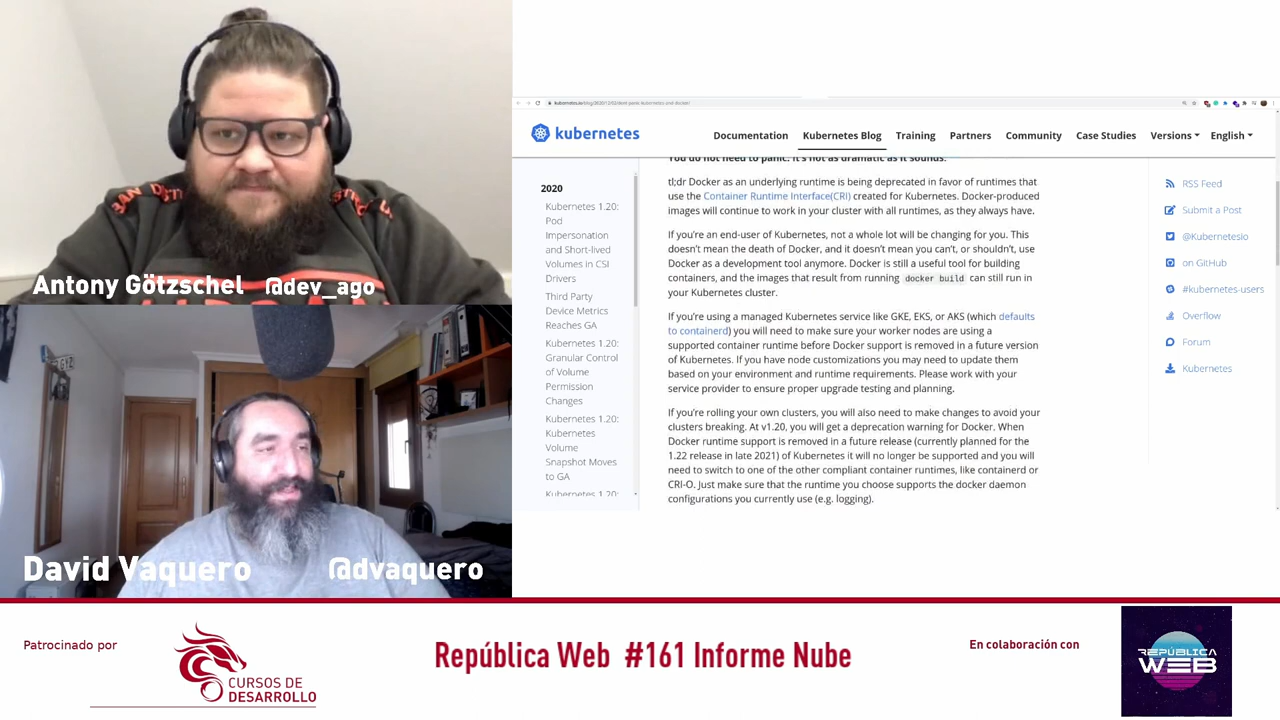 Antony Götzschel @dev_ago
David Vaquero @dvaquero
kubernetes
Documentation Kubernetes Blog Training Partners Community Case Studies Versions English
2020
Kubernetes 1.20:
Pod
Impersonation
and Short-lived
Volumes in CSI
Drivers
Third Party
Device Metrics
Reaches GA
Kubernetes 1.20:
Granular Control
of Volume
Permission
Changes
Kubernetes 1.20:
Kubernetes
Volume
Snapshot Moves
to GA
Kubernetes 1.20:
You do not need to panic. It's not as dramatic as it sounds.
tl;dr Docker as an underlying runtime is being deprecated in favor of runtimes that
use the Container Runtime Interface(CRI) created for Kubernetes. Docker-produced
images will continue to work in your cluster with all runtimes, as they always have.
If you're an end-user of Kubernetes, not a whole lot will be changing for you. This
doesn't mean the death of Docker, and it doesn't mean you can't, or shouldn't, use
Docker as a development tool anymore. Docker is still a useful tool for building
containers, and the images that result from running docker build can still run in
your Kubernetes cluster.
If you're using a managed Kubernetes service like GKE, EKS, or AKS (which defaults
to containerd) you will need to make sure your worker nodes are using a
supported container runtime before Docker support is removed in a future version
of Kubernetes. If you have node customizations you may need to update them
based on your environment and runtime requirements. Please work with your
service provider to ensure proper upgrade testing and planning.
If you're rolling your own clusters, you will also need to make changes to avoid your
clusters breaking. At v1.20, you will get a deprecation warning for Docker. When
Docker runtime support is removed in a future release (currently planned for the
1.22 release in late 2021) of Kubernetes it will no longer be supported and you will
need to switch to one of the other compliant container runtimes, like containerd or
CRI-O. Just make sure that the runtime you choose supports the docker daemon
configurations you currently use (e.g. logging).
RSS Feed
Submit a Post
@Kubernetesio
on GitHub
#kubernetes-users
Overflow
Forum
Kubernetes
Patrocinado por
CURSOS DE
DESARROLLO
República Web #161 Informe Nube
En colaboración con
REPÚBLICA
WEB